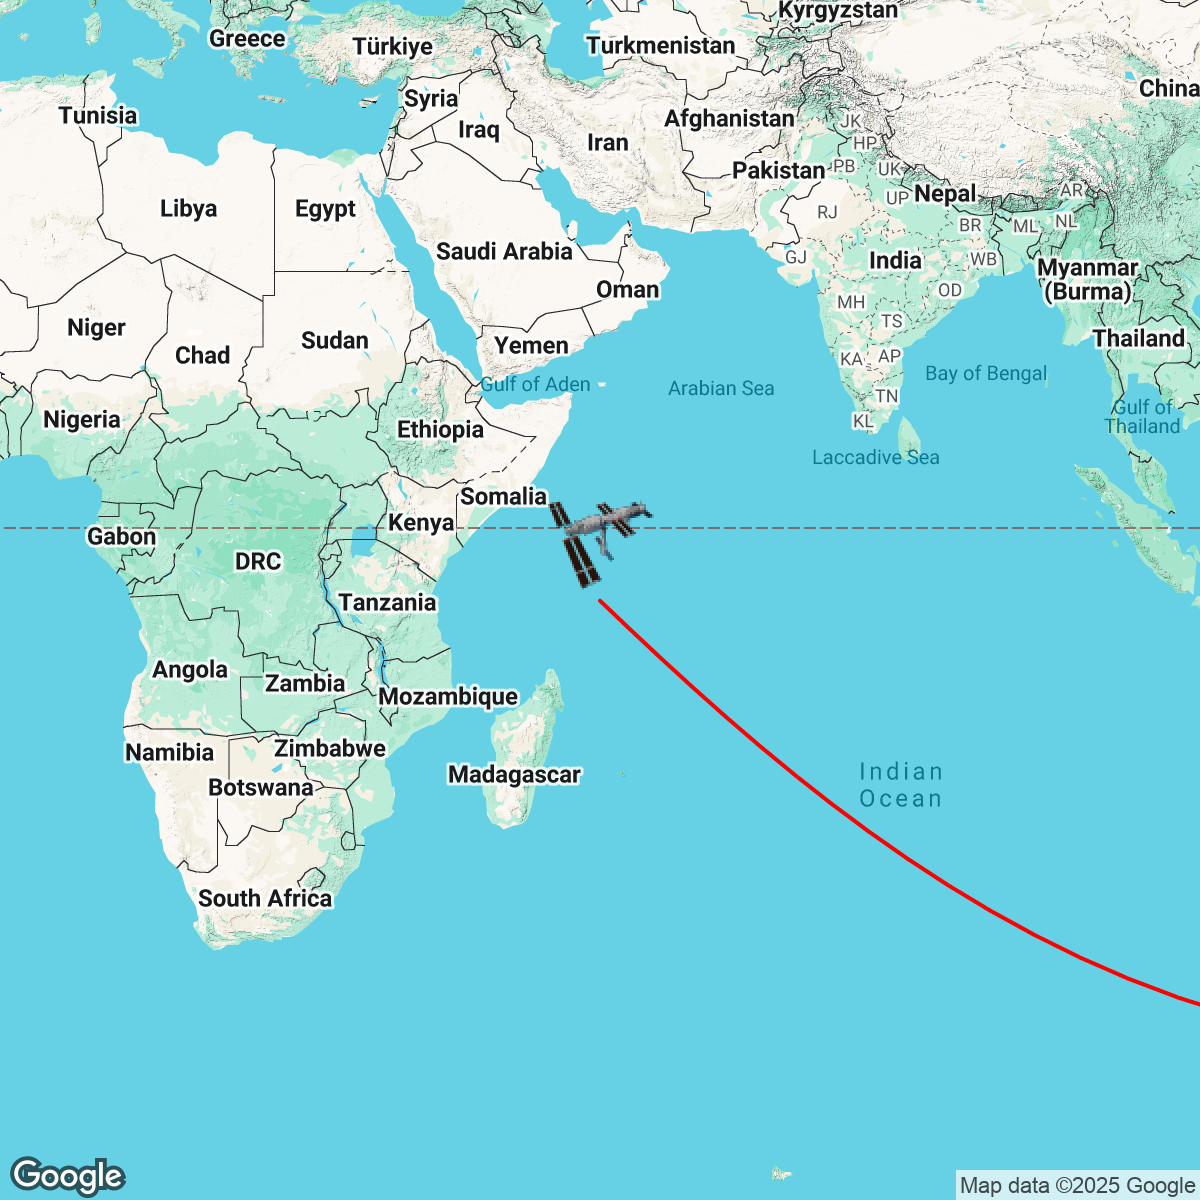 Kyrgyzstan
Greece
Türkiye
Turkmenistan
Syria
China
Tunisia
Afghanistan
JK
Iraq
Iran
HP
Pakistan
PB
UK
Nepal
AR
UP
Libya
Egypt
RJ
BR
ML
NL
Saudi Arabia
GJ
India
WB
Myanmar
(Burma)
Oman
OD
MH
Niger
TS
Sudan
Thailand
Yemen
Chad
KA
AP
Gulf of Aden
Arabian Sea
Bay of Bengal
TN
Gulf of
Thailand
Nigeria
KL
Ethiopia
Laccadive Sea
Somalia
Kenya
Gabon
DRC
Tanzania
Angola
Zambia
Mozambique
Namibia
Zimbabwe
Madagascar
Indian
Ocean
Botswana
South Africa
Google
Map data ©2025 Google